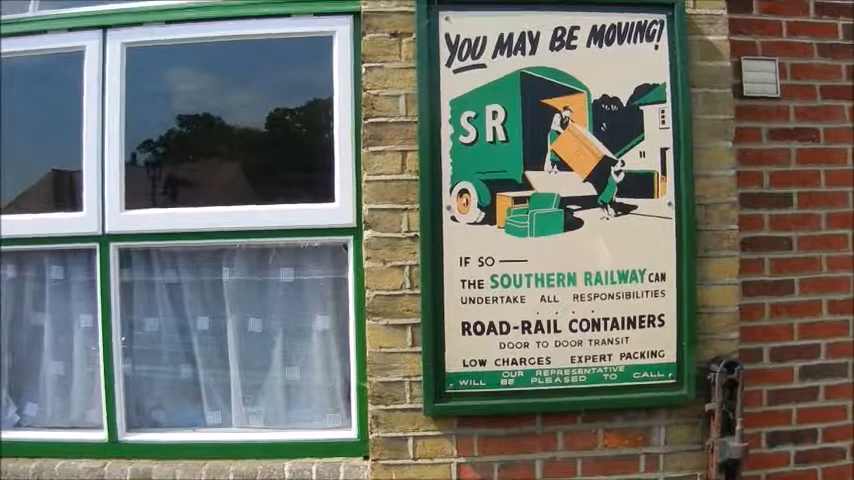 YOU MAY BE MOVING!
SR
IF SO—
THE SOUTHERN RAILWAY CAN
UNDERTAKE ALL RESPONSIBILITIES
ROAD-RAIL CONTAINERS
DOOR TO DOOR TRANSIT
LOW CHARGES EXPERT PACKING
OUR REPRESENTATIVE
WILL BE PLEASED TO CALL